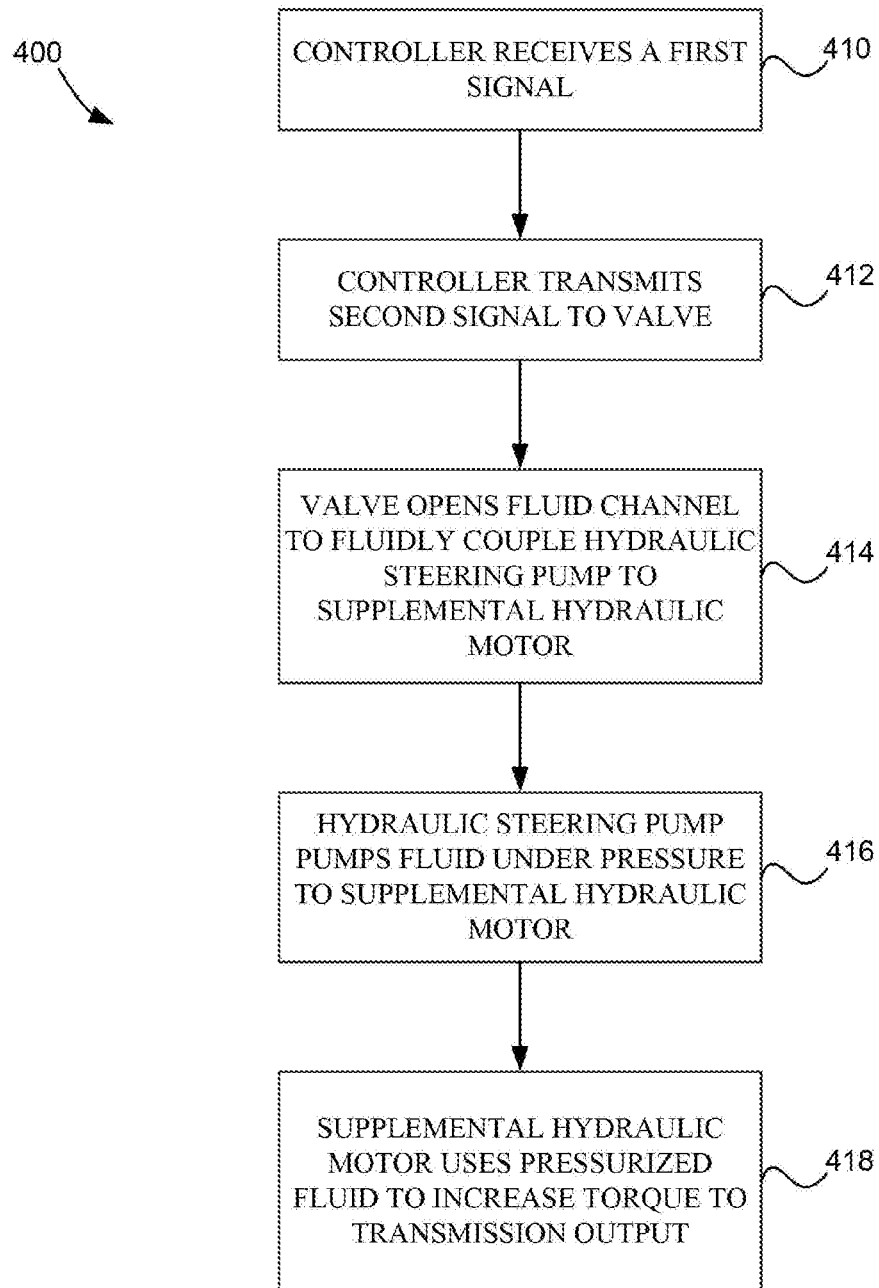 400
CONTROLLER RECEIVES A FIRST
SIGNAL
410
CONTROLLER TRANSMITS
SECOND SIGNAL TO VALVE
412
VALVE OPENS FLUID CHANNEL
TO FLUIDLY COUPLE HYDRAULIC
STEERING PUMP TO
SUPPLEMENTAL HYDRAULIC
MOTOR
414
HYDRAULIC STEERING PUMP
PUMPS FLUID UNDER PRESSURE
TO SUPPLEMENTAL HYDRAULIC
MOTOR
416
SUPPLEMENTAL HYDRAULIC
MOTOR USES PRESSURIZED
FLUID TO INCREASE TORQUE TO
TRANSMISSION OUTPUT
418